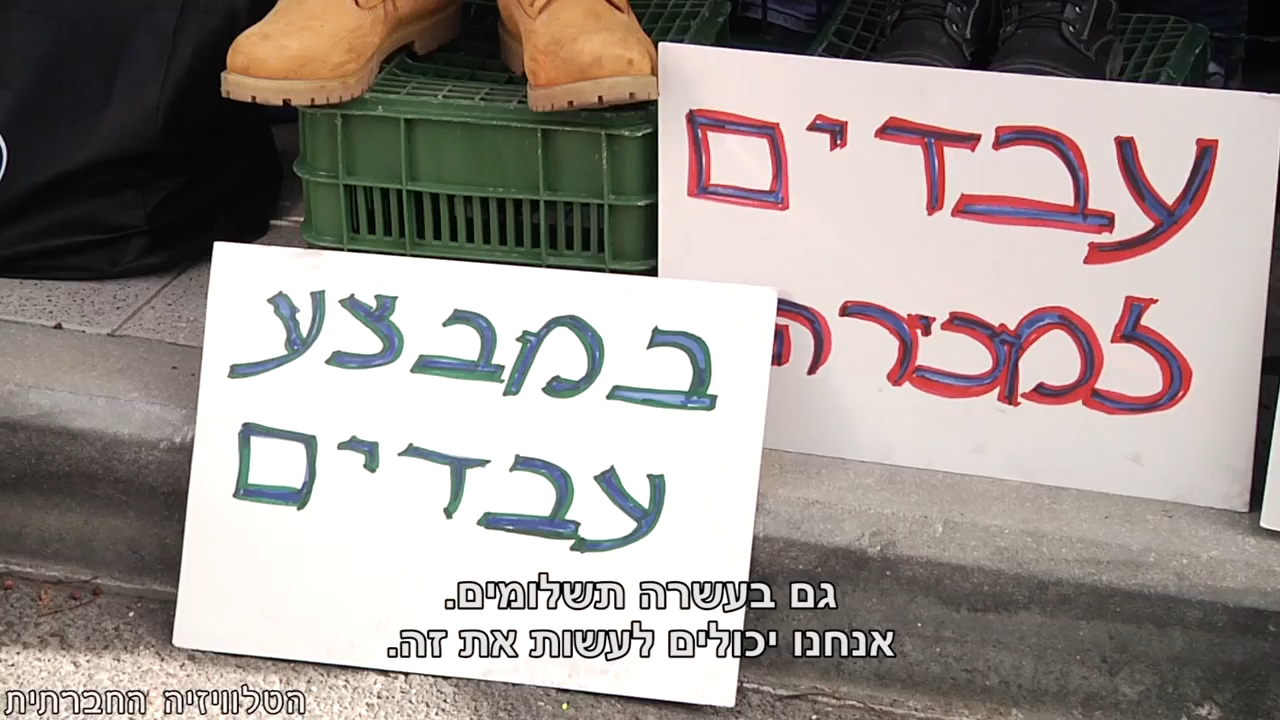 עבדים
למכירה
במבצע
עבדים
גם בעשרה תשלומים.
אנחנו יכולים לעשות את זה.
הטלוויזיה החברתית